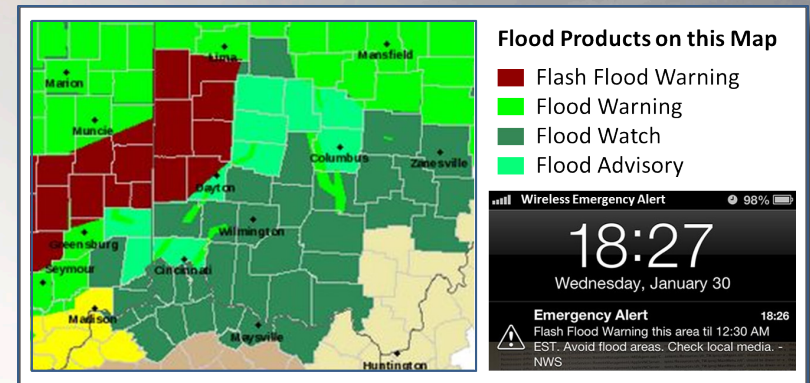 Flood Products on this Map
Flash Flood Warning
Flood Warning
Flood Watch
Flood Advisory
Lima
Mansfield
Marion
Muncie
Columbus
Zanesville
Dayton
Wilmington
Greensburg
Cincinnati
Seymour
Madison
Maysville
Huntington
Wireless Emergency Alert 98%
18:27
Wednesday, January 30
Emergency Alert 18:26
Flash Flood Warning this area til 12:30 AM
EST. Avoid flood areas. Check local media. -
NWS